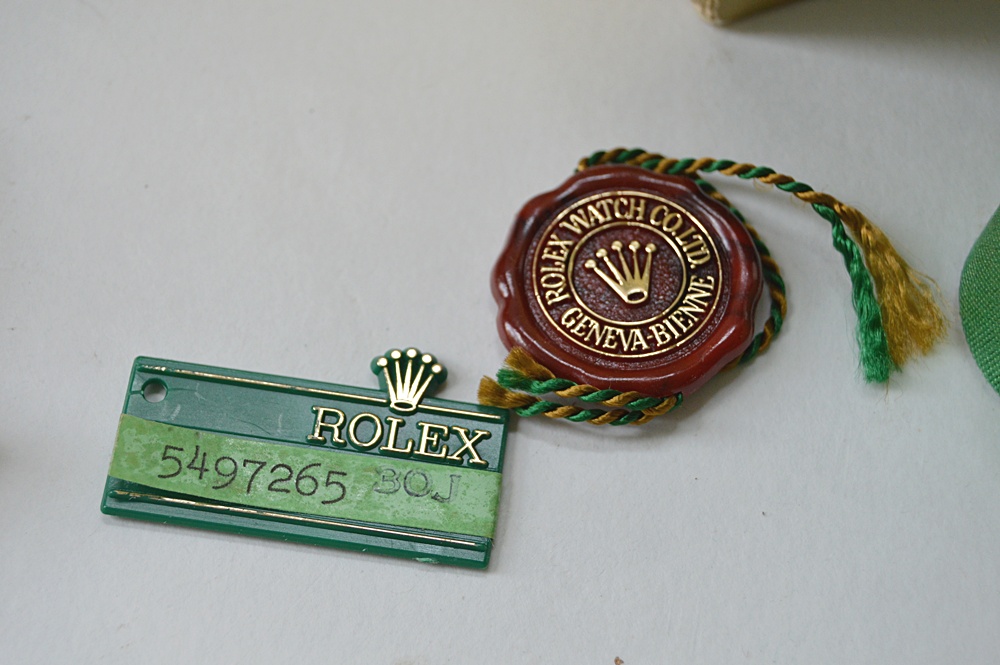 ROLEX WATCH CO. LTD.
GENEVA-BIENNE
ROLEX
5497265 30J